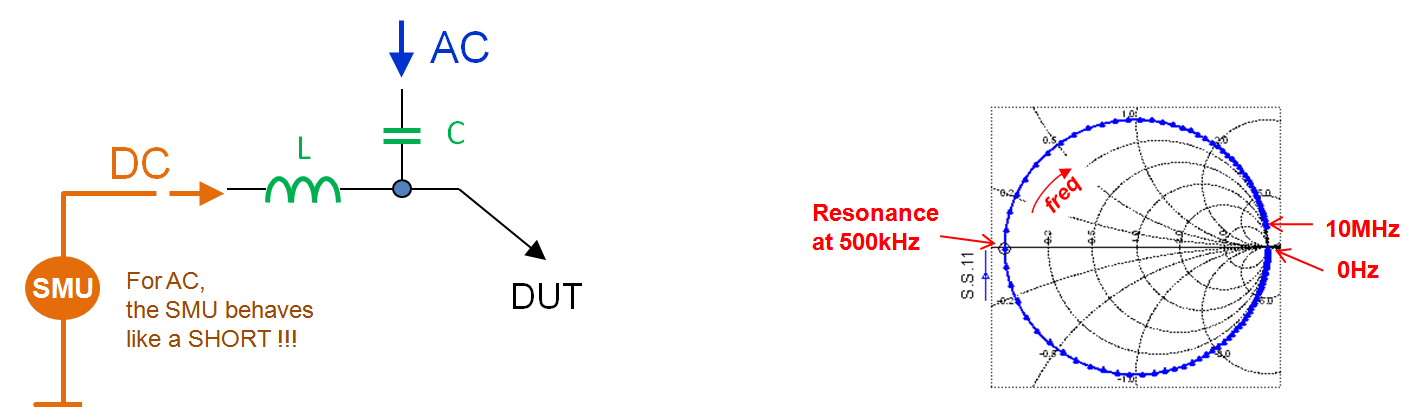 AC
C
L
DC
DUT
SMU
For AC,
the SMU behaves
like a SHORT !!!
Resonance
at 500kHz
freq
10MHz
0Hz
S.S.11
1.0
0.5
2.0
0.2
5.0
0.2
0.5
1.0
2.0
5.0
-0.2
-5.0
-0.5
-2.0
-1.0